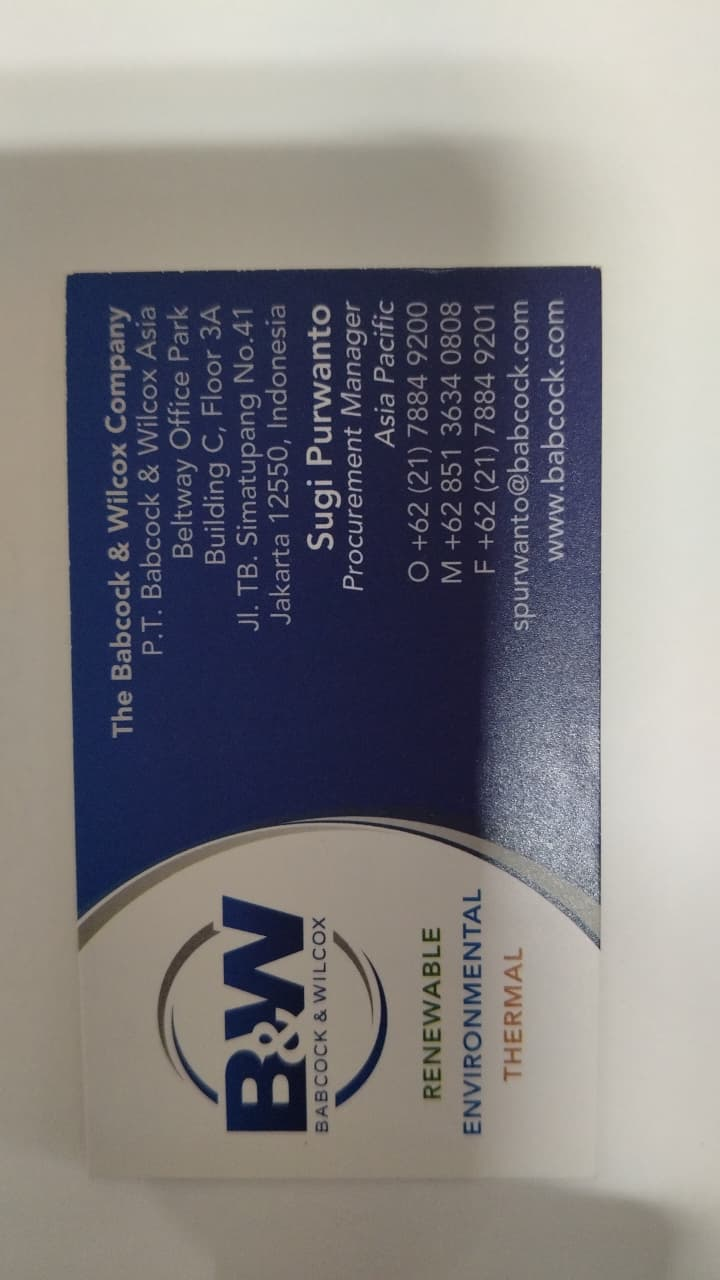 B&W
BABCOCK & WILCOX
RENEWABLE
ENVIRONMENTAL
THERMAL
The Babcock & Wilcox Company
P.T. Babcock & Wilcox Asia
Beltway Office Park
Building C, Floor 3A
Jl. TB. Simatupang No.41
Jakarta 12550, Indonesia
Sugi Purwanto
Procurement Manager
Asia Pacific
O +62 (21) 7884 9200
M +62 851 3634 0808
F +62 (21) 7884 9201
spurwanto@babcock.com
www.babcock.com